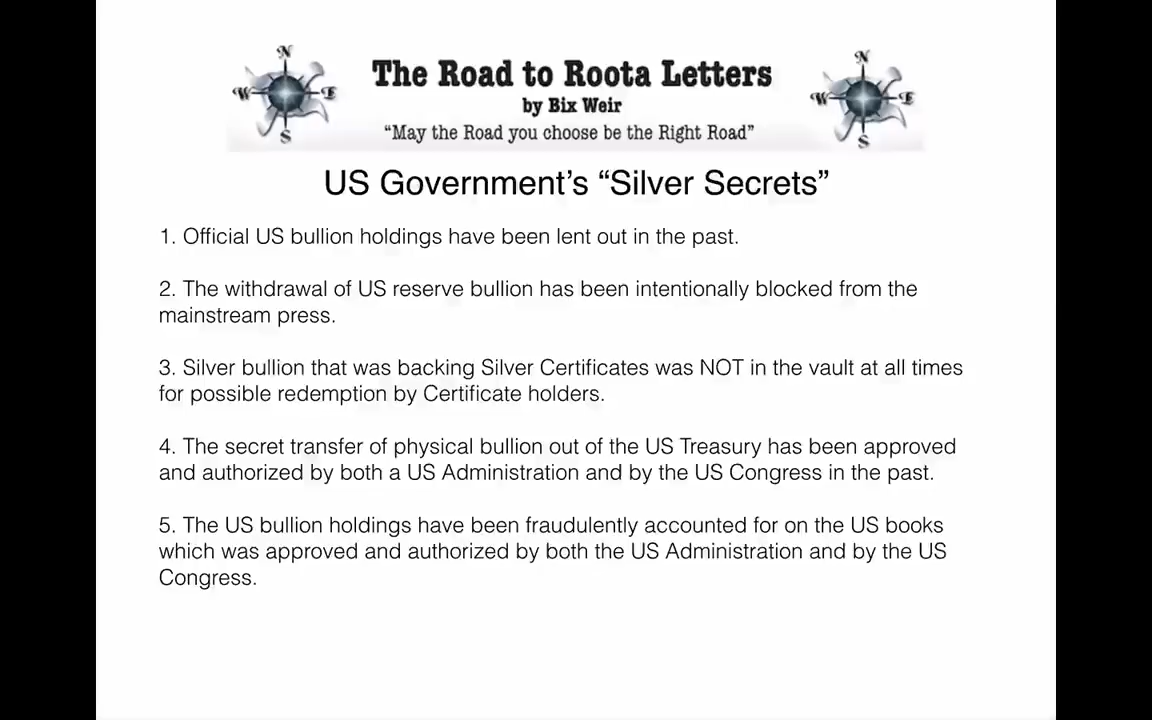 N
W E
S
N
W E
S
The Road to Roota Letters
by Bix Weir
“May the Road you choose be the Right Road”
US Government’s “Silver Secrets”
1. Official US bullion holdings have been lent out in the past.
2. The withdrawal of US reserve bullion has been intentionally blocked from the
mainstream press.
3. Silver bullion that was backing Silver Certificates was NOT in the vault at all times
for possible redemption by Certificate holders.
4. The secret transfer of physical bullion out of the US Treasury has been approved
and authorized by both a US Administration and by the US Congress in the past.
5. The US bullion holdings have been fraudulently accounted for on the US books
which was approved and authorized by both the US Administration and by the US
Congress.